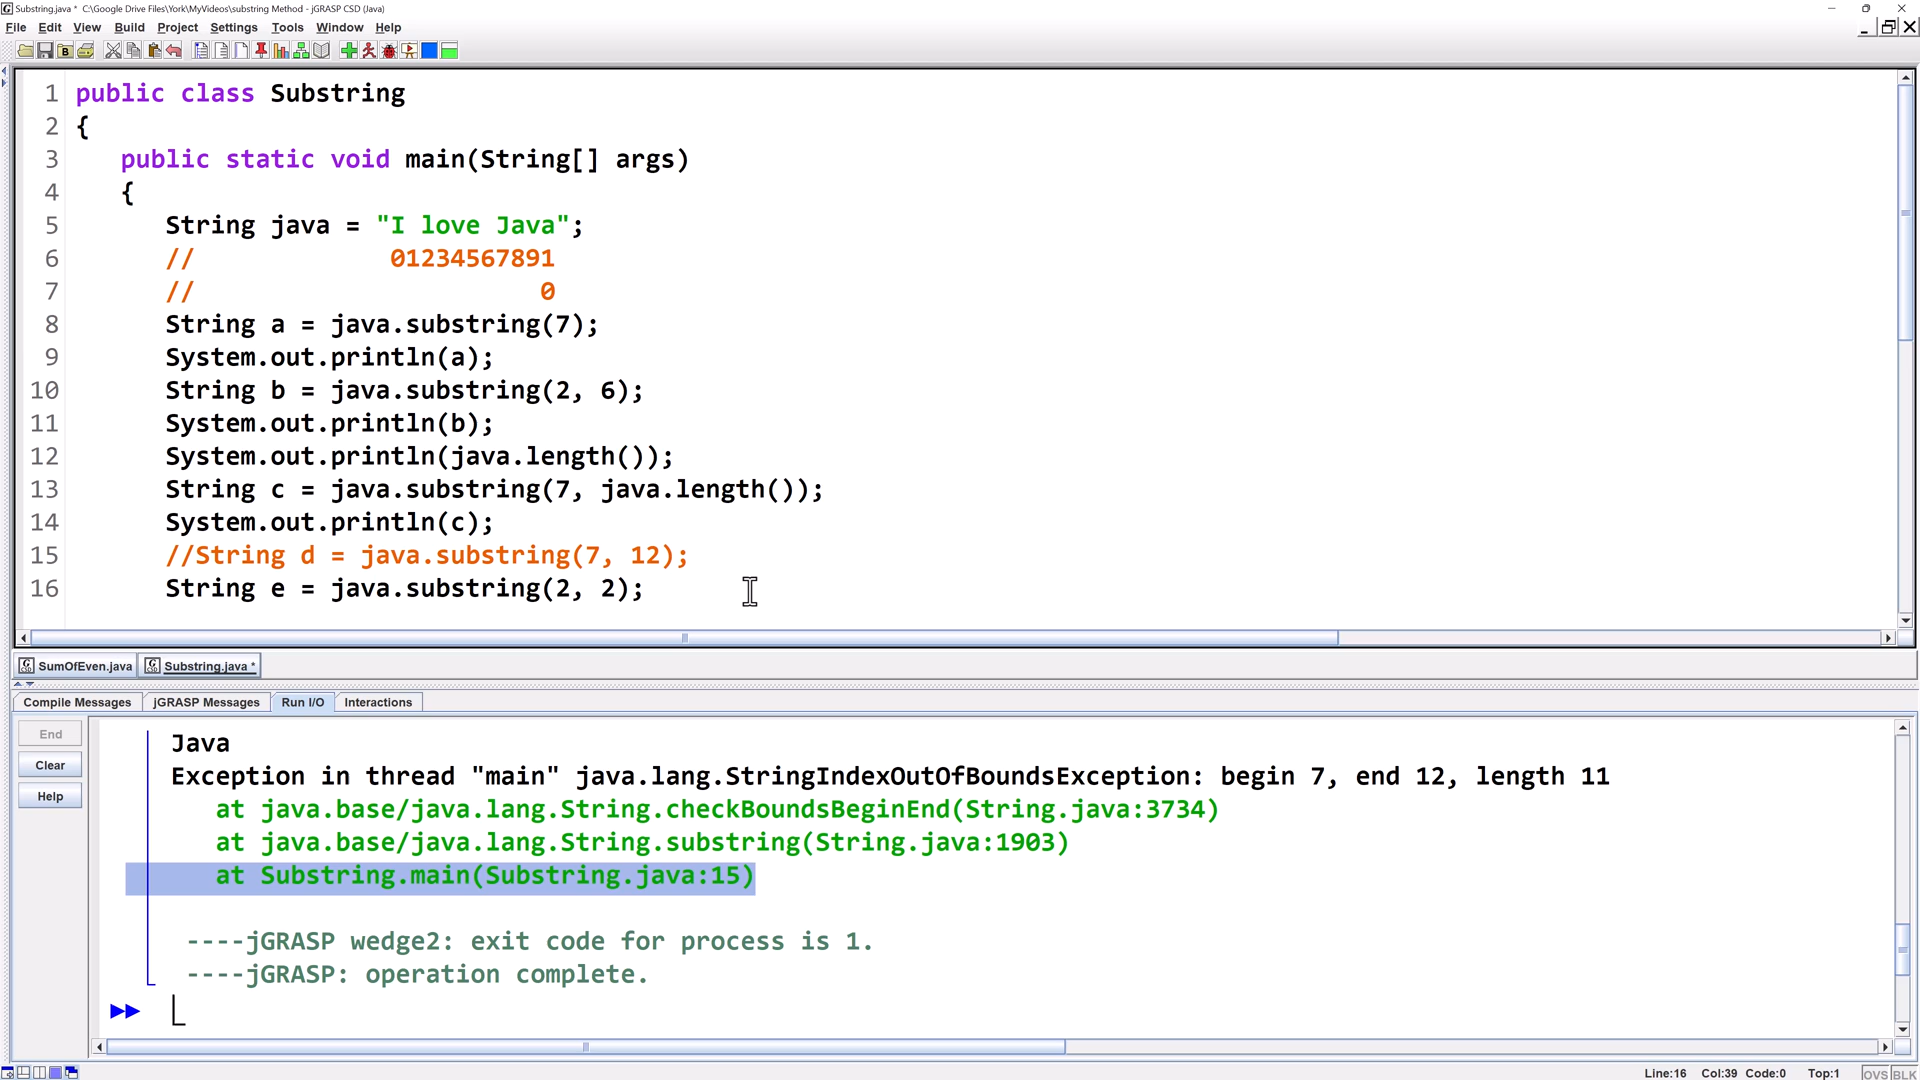 Substring.java * C:\Google Drive Files\York\MyVideos\substring Method - jGRASP CSD (Java)
File Edit View Build Project Settings Tools Window Help
1 public class Substring
2 {
3 public static void main(String[] args)
4 {
5 String java = "I love Java";
6 // 01234567891
7 // 0
8 String a = java.substring(7);
9 System.out.println(a);
10 String b = java.substring(2, 6);
11 System.out.println(b);
12 System.out.println(java.length());
13 String c = java.substring(7, java.length());
14 System.out.println(c);
15 //String d = java.substring(7, 12);
16 String e = java.substring(2, 2);
SumOfEven.java Substring.java *
Compile Messages jGRASP Messages Run I/O Interactions
End
Clear
Help
Java
Exception in thread "main" java.lang.StringIndexOutOfBoundsException: begin 7, end 12, length 11
at java.base/java.lang.String.checkBoundsBeginEnd(String.java:3734)
at java.base/java.lang.String.substring(String.java:1903)
at Substring.main(Substring.java:15)
----jGRASP wedge2: exit code for process is 1.
----jGRASP: operation complete.
Line:16 Col:39 Code:0 Top:1 OVS BLK